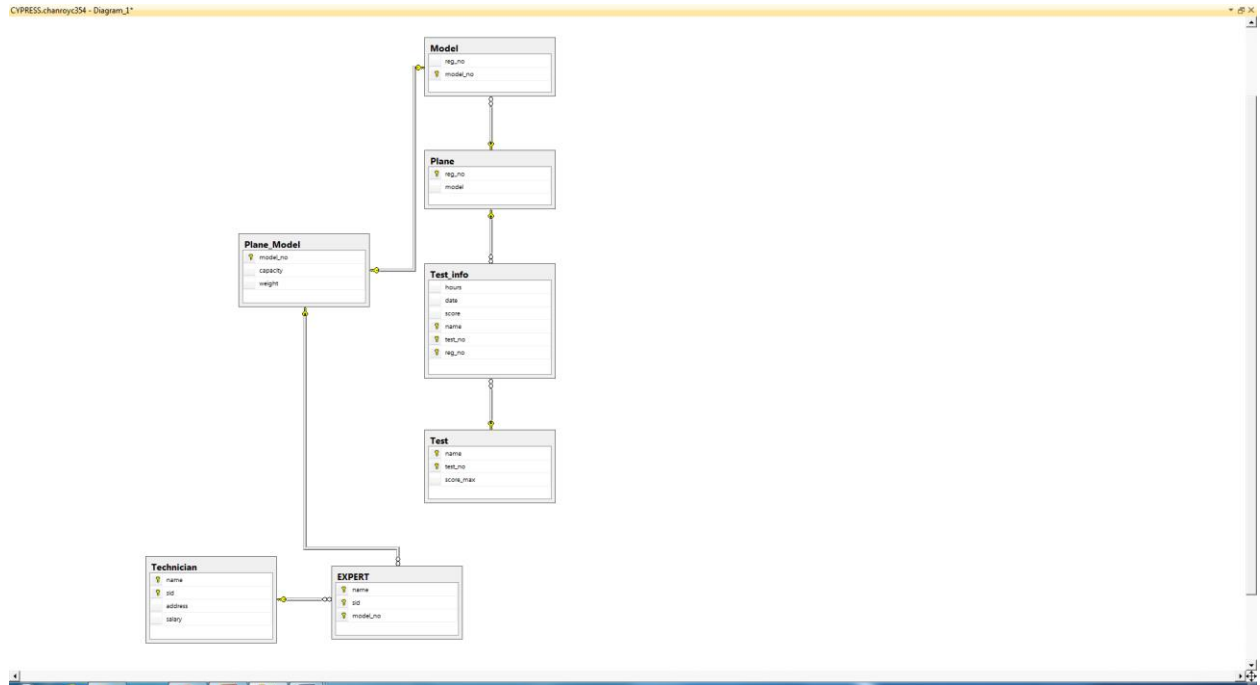 CYPRESS.chanroyc354 - Diagram_1*
Model
reg_no
model_no
Plane
reg_no
model
Plane_Model
model_no
capacity
weight
Test_info
hours
date
score
name
test_no
reg_no
Test
name
test_no
score_max
Technician
name
sid
address
salary
EXPERT
name
sid
model_no